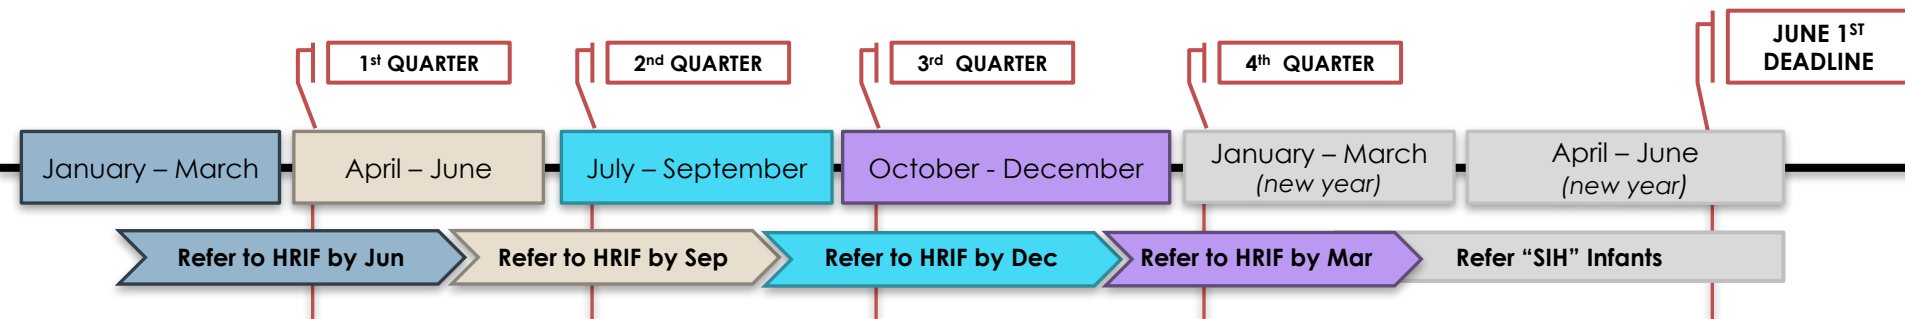 1st QUARTER
2nd QUARTER
3rd QUARTER
4th QUARTER
JUNE 1ST
DEADLINE
January – March
April – June
July – September
October - December
January – March
(new year)
April – June
(new year)
Refer to HRIF by Jun
Refer to HRIF by Sep
Refer to HRIF by Dec
Refer to HRIF by Mar
Refer “SIH” Infants